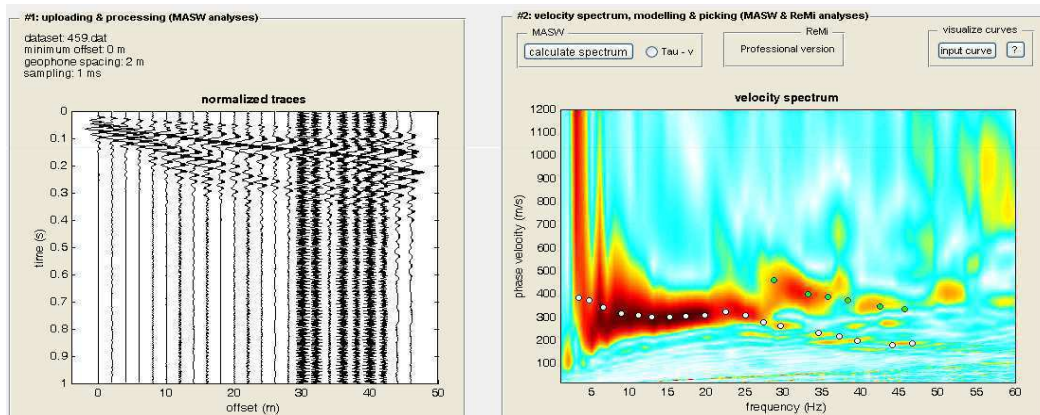 #1: uploading & processing (MASW analyses)
dataset: 459.dat
minimum offset: 0 m
geophone spacing: 2 m
sampling: 1 ms
normalized traces
0
0.1
0.2
0.3
0.4
0.5
0.6
0.7
0.8
0.9
1
time (s)
0 10 20 30 40 50
offset (m)
#2: velocity spectrum, modelling & picking (MASW & ReMi analyses)
MASW
calculate spectrum
Tau - v
ReMi
Professional version
visualize curves
input curve
?
velocity spectrum
1200
1000
900
800
700
600
500
400
300
200
100
phase velocity (m/s)
5 10 15 20 25 30 35 40 45 50 55 60
frequency (Hz)